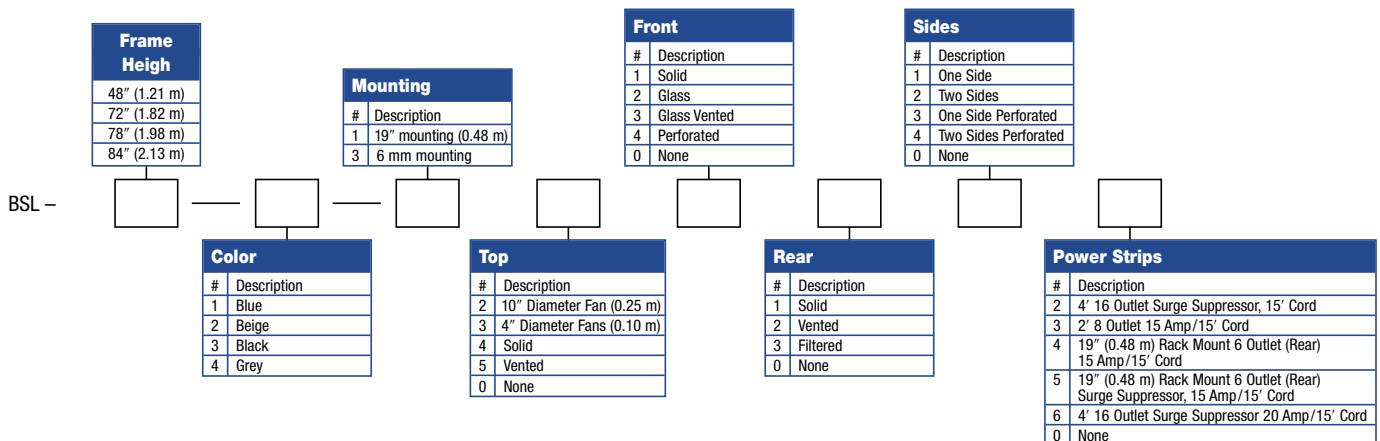 Frame
Heigh
48″ (1.21 m)
72″ (1.82 m)
78″ (1.98 m)
84″ (2.13 m)
Mounting
# Description
1 19″ mounting (0.48 m)
3 6 mm mounting
Front
# Description
1 Solid
2 Glass
3 Glass Vented
4 Perforated
0 None
Sides
# Description
1 One Side
2 Two Sides
3 One Side Perforated
4 Two Sides Perforated
0 None
BSL –
Color
# Description
1 Blue
2 Beige
3 Black
4 Grey
Top
# Description
2 10″ Diameter Fan (0.25 m)
3 4″ Diameter Fans (0.10 m)
4 Solid
5 Vented
0 None
Rear
# Description
1 Solid
2 Vented
3 Filtered
0 None
Power Strips
# Description
2 4′ 16 Outlet Surge Suppressor, 15′ Cord
3 2′ 8 Outlet 15 Amp/15′ Cord
4 19″ (0.48 m) Rack Mount 6 Outlet (Rear)
15 Amp/15′ Cord
5 19″ (0.48 m) Rack Mount 6 Outlet (Rear)
Surge Suppressor, 15 Amp/15′ Cord
6 4′ 16 Outlet Surge Suppressor 20 Amp/15′ Cord
0 None